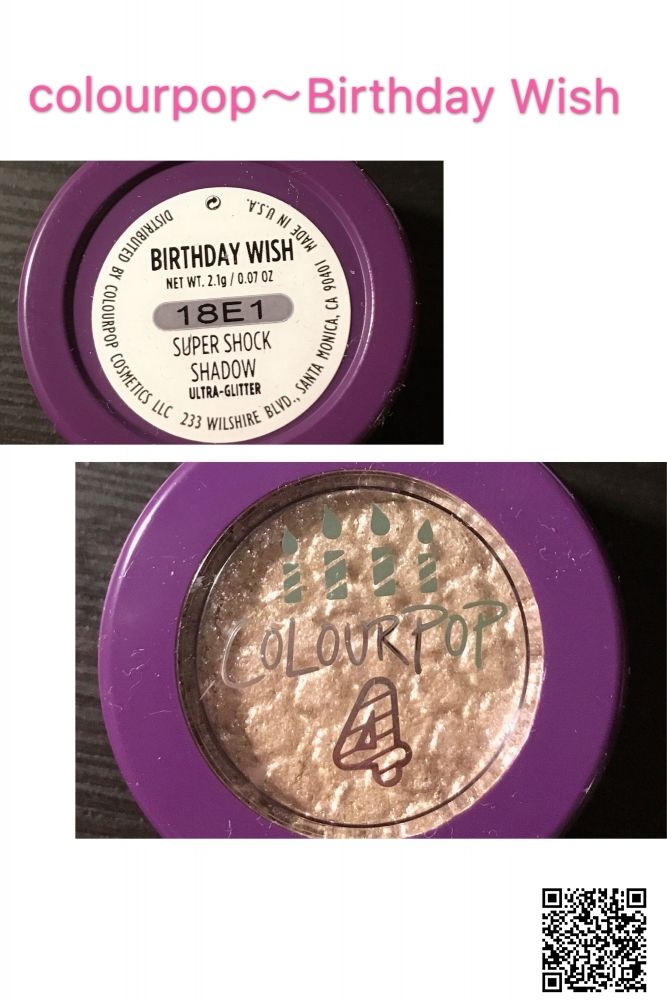 colourpop～Birthday Wish
DISTRIBUTED BY COLOURPOP COSMETICS LLC 233 WILSHIRE BLVD., SANTA MONICA, CA 90401 MADE IN U.S.A.
BIRTHDAY WISH
NET WT. 2.1g / 0.07 OZ
18E1
SUPER SHOCK
SHADOW
ULTRA-GLITTER
COLOURPOP
4